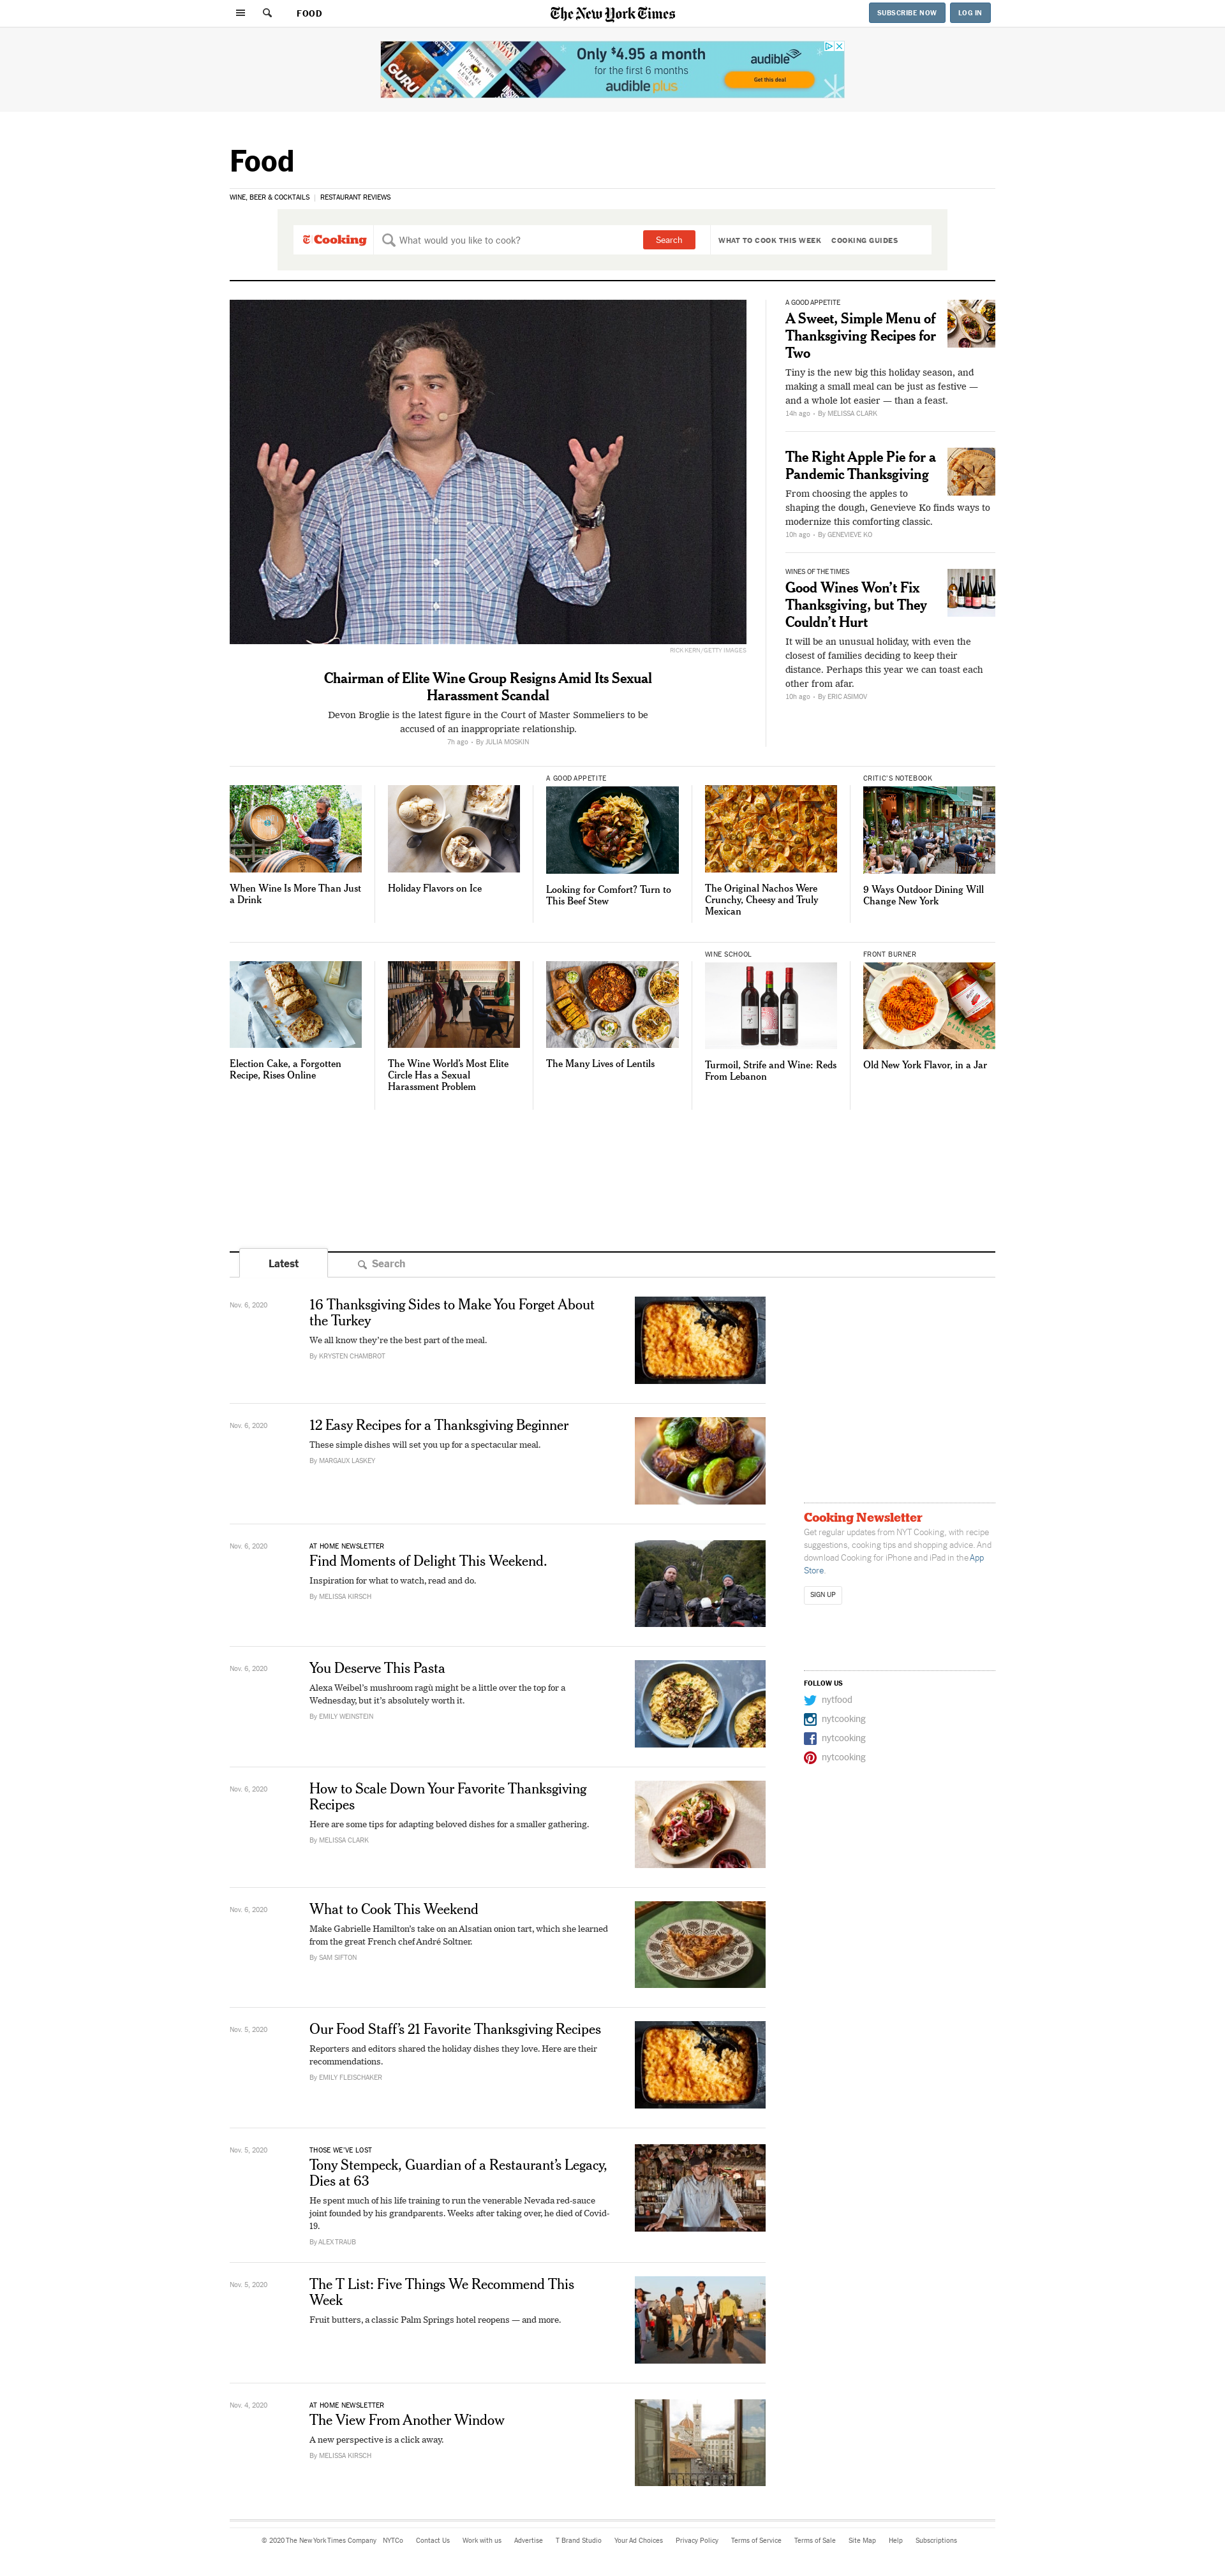 FOOD
The New York Times
SUBSCRIBE NOW
LOG IN
GURU
Only $4.95 a month
for the first 6 months
audible plus
audible
Get this deal
Food
WINE, BEER & COCKTAILS | RESTAURANT REVIEWS
Cooking
What would you like to cook?
Search
WHAT TO COOK THIS WEEK
COOKING GUIDES
RICK KERN/GETTY IMAGES
Chairman of Elite Wine Group Resigns Amid Its Sexual
Harassment Scandal
Devon Broglie is the latest figure in the Court of Master Sommeliers to be
accused of an inappropriate relationship.
7h ago • By JULIA MOSKIN
A GOOD APPETITE
A Sweet, Simple Menu of
Thanksgiving Recipes for
Two
Tiny is the new big this holiday season, and
making a small meal can be just as festive —
and a whole lot easier — than a feast.
14h ago • By MELISSA CLARK
The Right Apple Pie for a
Pandemic Thanksgiving
From choosing the apples to
shaping the dough, Genevieve Ko finds ways to
modernize this comforting classic.
10h ago • By GENEVIEVE KO
WINES OF THE TIMES
Good Wines Won't Fix
Thanksgiving, but They
Couldn't Hurt
It will be an unusual holiday, with even the
closest of families deciding to keep their
distance. Perhaps this year we can toast each
other from afar.
10h ago • By ERIC ASIMOV
When Wine Is More Than Just
a Drink
Holiday Flavors on Ice
A GOOD APPETITE
Looking for Comfort? Turn to
This Beef Stew
The Original Nachos Were
Crunchy, Cheesy and Truly
Mexican
CRITIC'S NOTEBOOK
9 Ways Outdoor Dining Will
Change New York
Election Cake, a Forgotten
Recipe, Rises Online
The Wine World's Most Elite
Circle Has a Sexual
Harassment Problem
The Many Lives of Lentils
WINE SCHOOL
Turmoil, Strife and Wine: Reds
From Lebanon
FRONT BURNER
Old New York Flavor, in a Jar
Latest
Search
Nov. 6, 2020
16 Thanksgiving Sides to Make You Forget About
the Turkey
We all know they're the best part of the meal.
By KRYSTEN CHAMBROT
Nov. 6, 2020
12 Easy Recipes for a Thanksgiving Beginner
These simple dishes will set you up for a spectacular meal.
By MARGAUX LASKEY
Nov. 6, 2020
AT HOME NEWSLETTER
Find Moments of Delight This Weekend.
Inspiration for what to watch, read and do.
By MELISSA KIRSCH
Nov. 6, 2020
You Deserve This Pasta
Alexa Weibel's mushroom ragù might be a little over the top for a
Wednesday, but it's absolutely worth it.
By EMILY WEINSTEIN
Nov. 6, 2020
How to Scale Down Your Favorite Thanksgiving
Recipes
Here are some tips for adapting beloved dishes for a smaller gathering.
By MELISSA CLARK
Nov. 6, 2020
What to Cook This Weekend
Make Gabrielle Hamilton's take on an Alsatian onion tart, which she learned
from the great French chef André Soltner.
By SAM SIFTON
Nov. 5, 2020
Our Food Staff's 21 Favorite Thanksgiving Recipes
Reporters and editors shared the holiday dishes they love. Here are their
recommendations.
By EMILY FLEISCHAKER
Nov. 5, 2020
THOSE WE'VE LOST
Tony Stempeck, Guardian of a Restaurant's Legacy,
Dies at 63
He spent much of his life training to run the venerable Nevada red-sauce
joint founded by his grandparents. Weeks after taking over, he died of Covid-
19.
By ALEX TRAUB
Nov. 5, 2020
The T List: Five Things We Recommend This
Week
Fruit butters, a classic Palm Springs hotel reopens — and more.
Nov. 4, 2020
AT HOME NEWSLETTER
The View From Another Window
A new perspective is a click away.
By MELISSA KIRSCH
Cooking Newsletter
Get regular updates from NYT Cooking, with recipe
suggestions, cooking tips and shopping advice. And
download Cooking for iPhone and iPad in the App
Store.
SIGN UP
FOLLOW US
nytfood
nytcooking
nytcooking
nytcooking
© 2020 The New York Times Company NYTCo Contact Us Work with us Advertise T Brand Studio Your Ad Choices Privacy Policy Terms of Service Terms of Sale Site Map Help Subscriptions